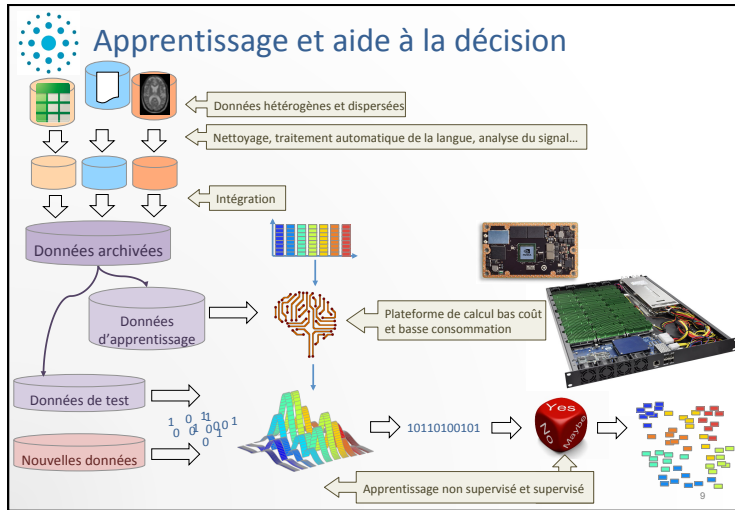 Apprentissage et aide à la décision
Données hétérogènes et dispersées
Nettoyage, traitement automatique de la langue, analyse du signal…
Intégration
Données archivées
Données
d'apprentissage
Plateforme de calcul bas coût
et basse consommation
Données de test
Nouvelles données
10110100101
Yes
No
Maybe
Apprentissage non supervisé et supervisé
9